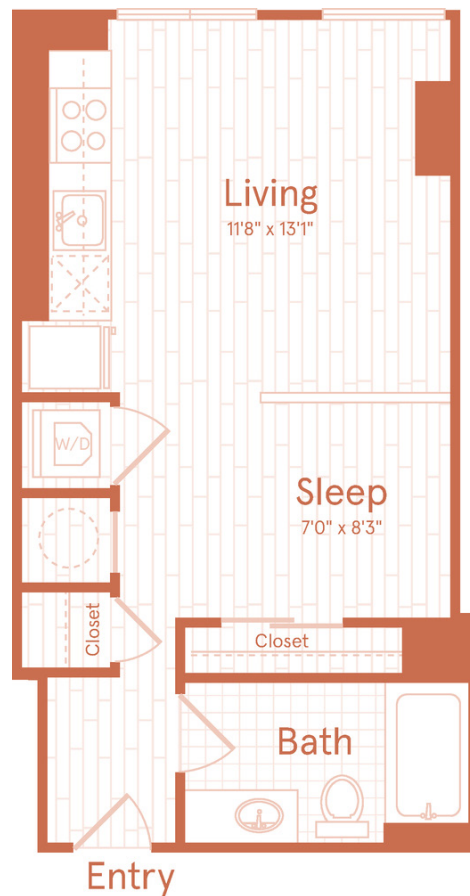 Living
11'8" x 13'1"
W/D
Sleep
7'0" x 8'3"
Closet
Closet
Bath
Entry